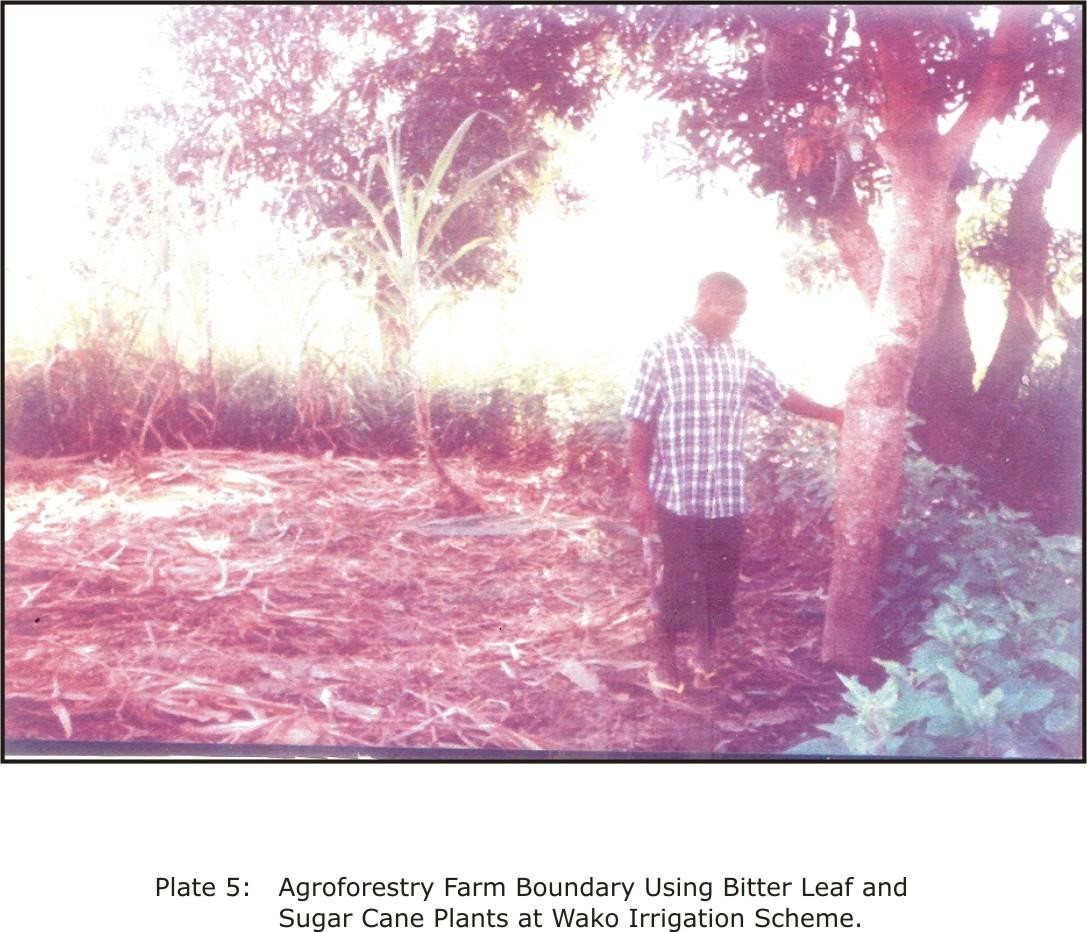 Plate 5: Agroforestry Farm Boundary Using Bitter Leaf and
Sugar Cane Plants at Wako Irrigation Scheme.